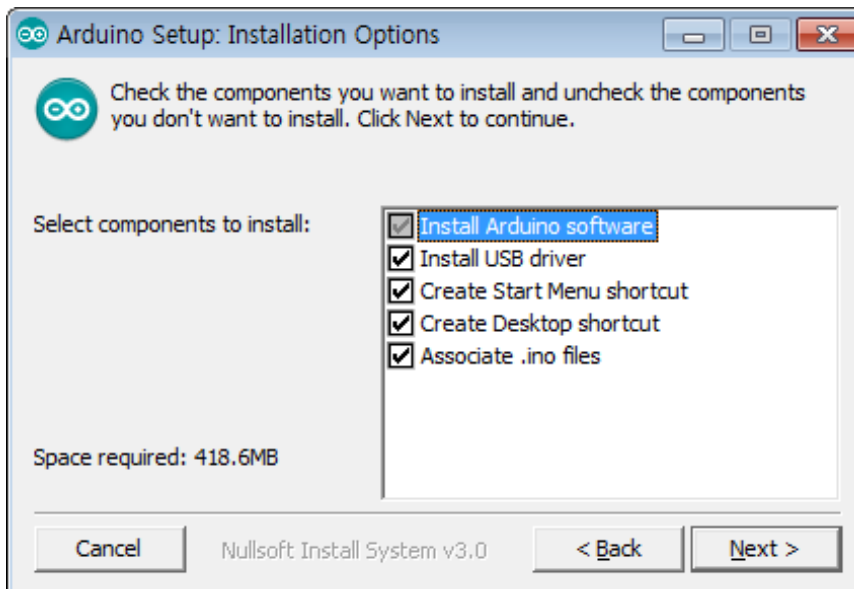 Arduino Setup: Installation Options
Check the components you want to install and uncheck the components
you don't want to install. Click Next to continue.
Select components to install:
Install Arduino software
Install USB driver
Create Start Menu shortcut
Create Desktop shortcut
Associate .ino files
Space required: 418.6MB
Cancel
Nullsoft Install System v3.0
< Back
Next >